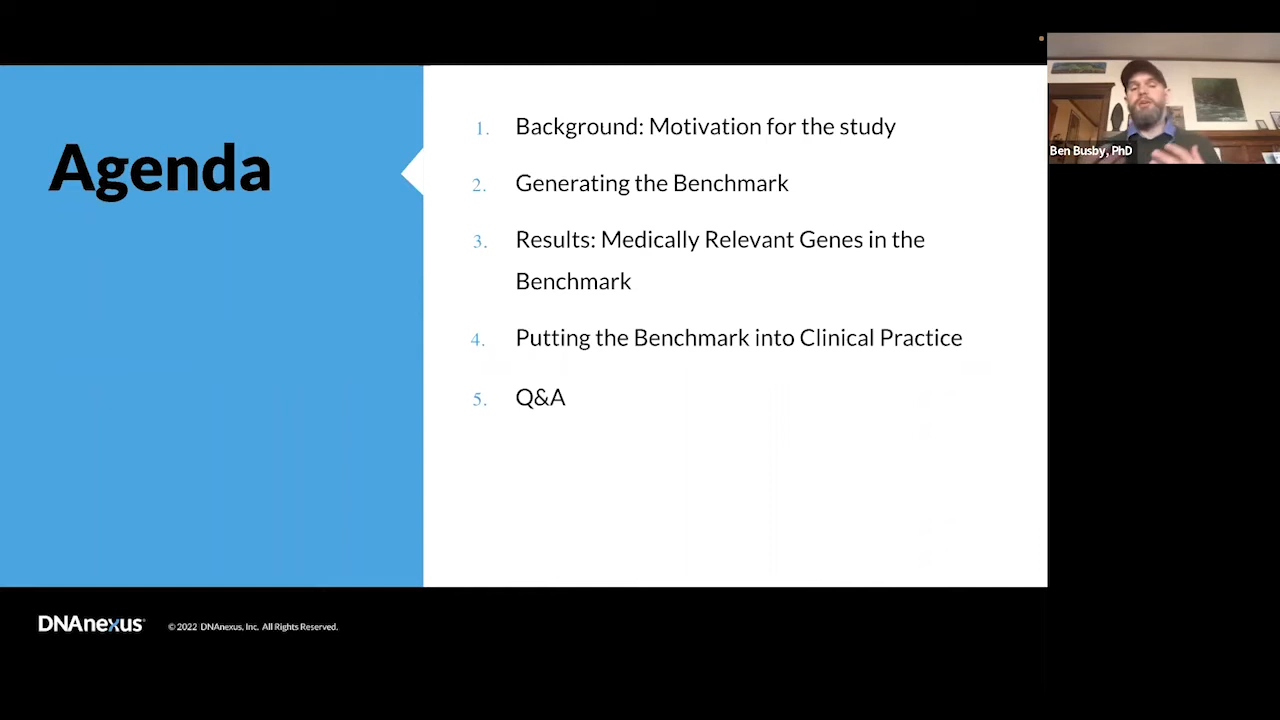 Agenda
1. Background: Motivation for the study
2. Generating the Benchmark
3. Results: Medically Relevant Genes in the
Benchmark
4. Putting the Benchmark into Clinical Practice
5. Q&A
Ben Busby, PhD
DNAnexus®
© 2022 DNAnexus, Inc. All Rights Reserved.